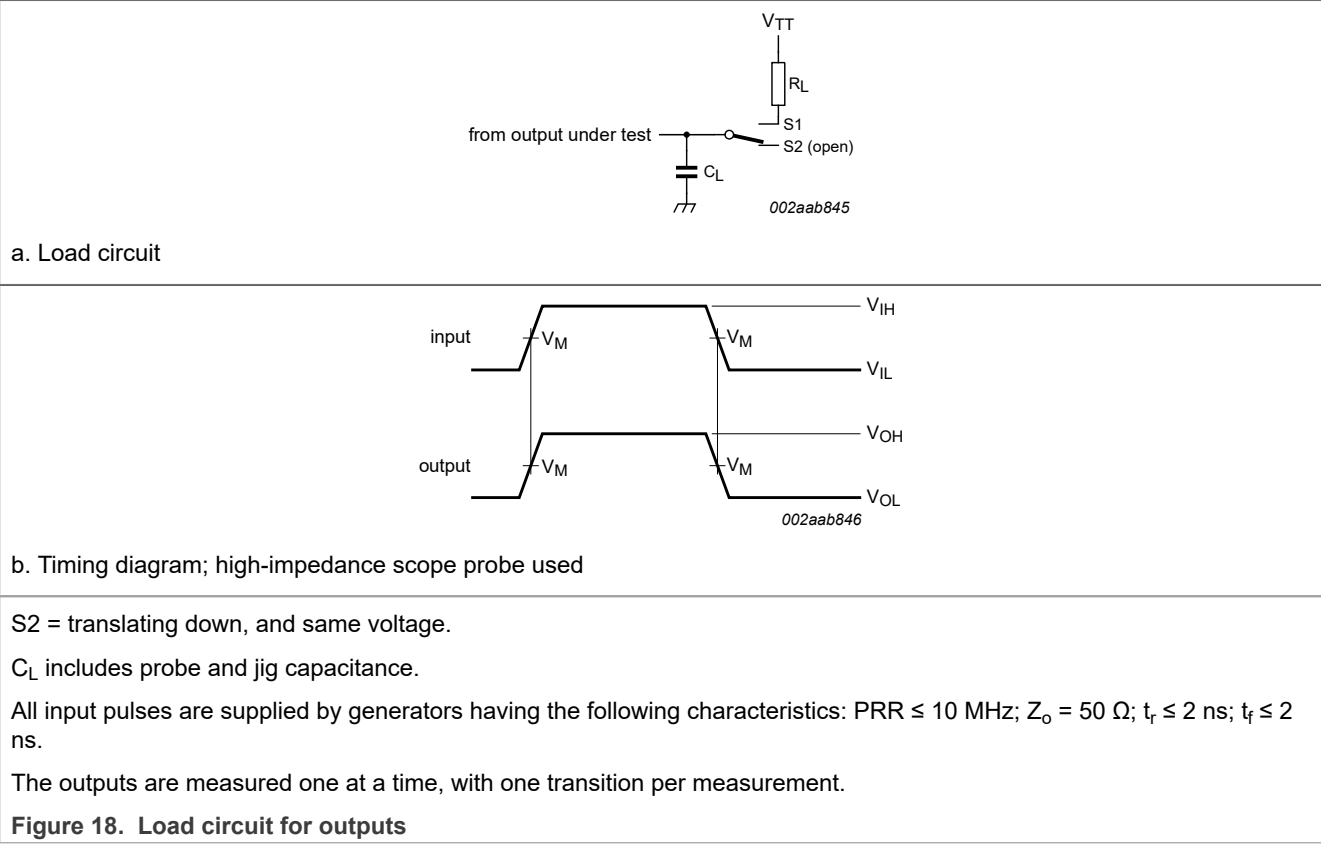 VTT
RL
S1
from output under test
S2 (open)
CL
002aab845
a. Load circuit
VIH
input
VM
VM
VIL
VOH
output
VM
VM
VOL
002aab846
b. Timing diagram; high-impedance scope probe used
S2 = translating down, and same voltage.
CL includes probe and jig capacitance.
All input pulses are supplied by generators having the following characteristics: PRR ≤ 10 MHz; Zo = 50 Ω; tr ≤ 2 ns; tf ≤ 2
ns.
The outputs are measured one at a time, with one transition per measurement.
Figure 18. Load circuit for outputs